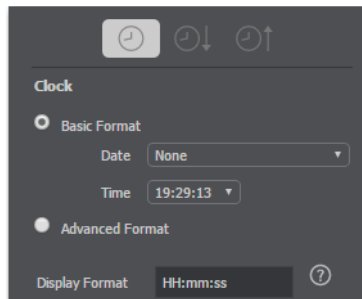 Clock
Basic Format
Date None
Time 19:29:13
Advanced Format
Display Format HH:mm:ss ?